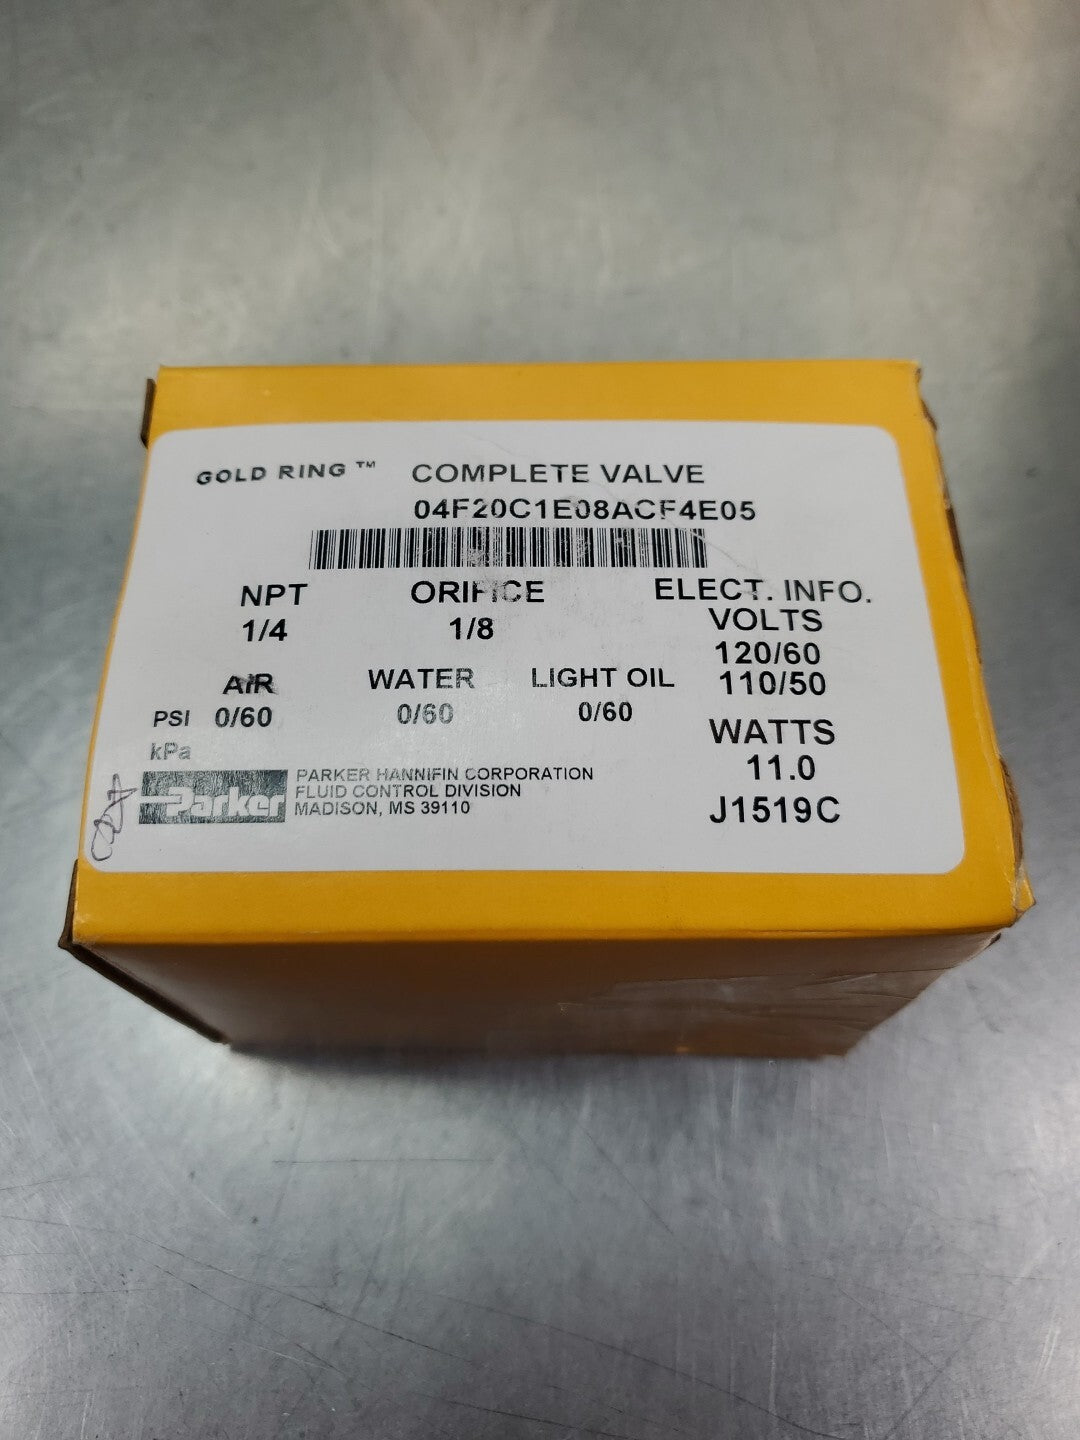 GOLD RING ™ COMPLETE VALVE
04F20C1E08ACF4E05
NPT ORIFICE ELECT. INFO.
1/4 1/8 VOLTS
120/60
AIR WATER LIGHT OIL 110/50
PSI 0/60 0/60 0/60
WATTS
kPa
11.0
Parker PARKER HANNIFIN CORPORATION
FLUID CONTROL DIVISION
MADISON, MS 39110
J1519C